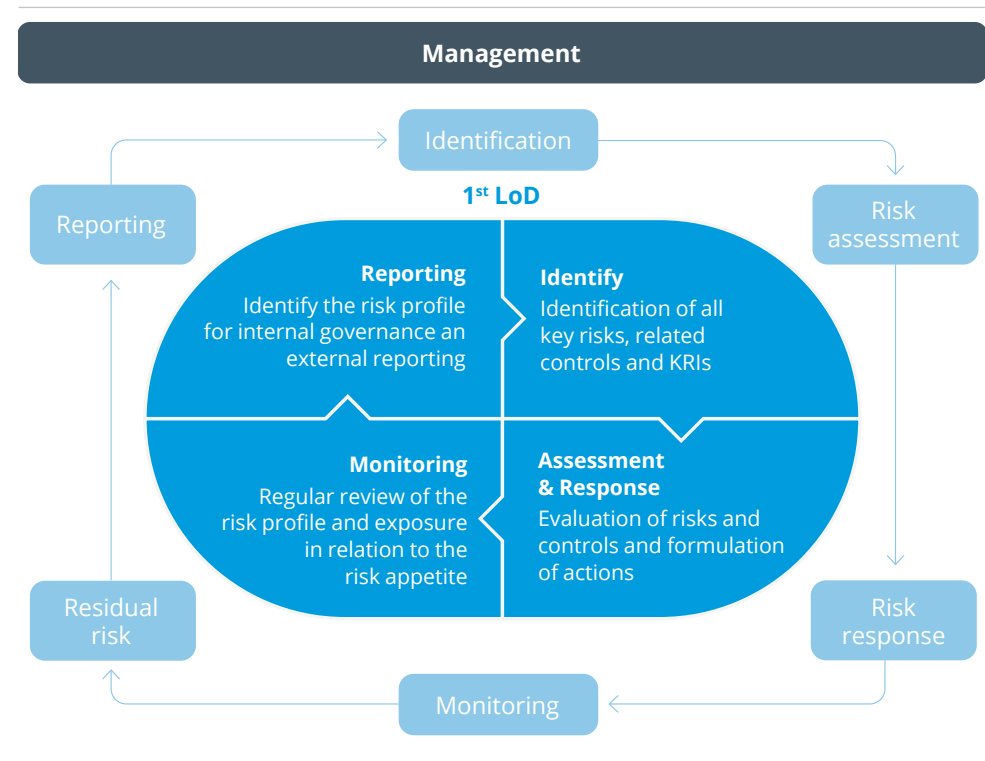 Management
Identification
1st LoD
Reporting
Risk
assessment
Reporting
Identify the risk profile
for internal governance an
external reporting
Identify
Identification of all
key risks, related
controls and KRIs
Monitoring
Regular review of the
risk profile and exposure
in relation to the
risk appetite
Assessment
& Response
Evaluation of risks and
controls and formulation
of actions
Residual
risk
Risk
response
Monitoring